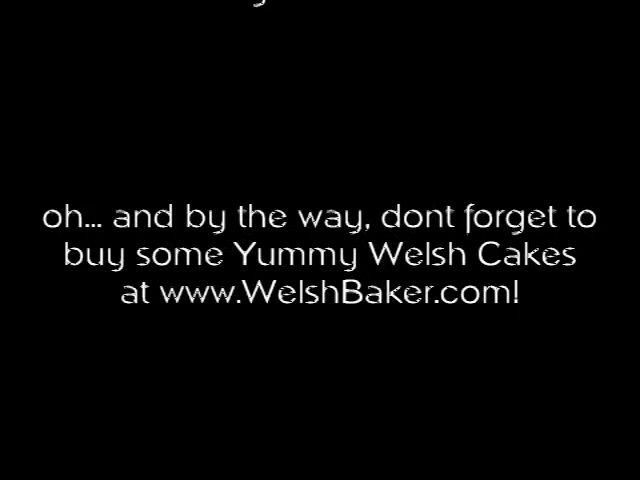 oh... and by the way, dont forget to
buy some Yummy Welsh Cakes
at www.WelshBaker.com!